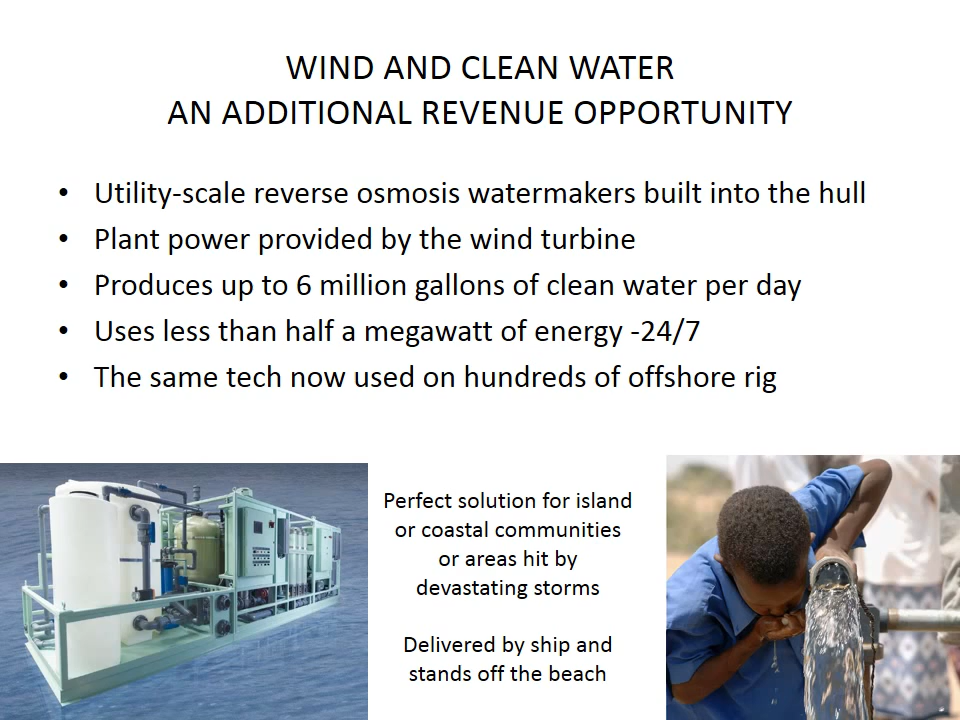 WIND AND CLEAN WATER
AN ADDITIONAL REVENUE OPPORTUNITY
• Utility-scale reverse osmosis watermakers built into the hull
• Plant power provided by the wind turbine
• Produces up to 6 million gallons of clean water per day
• Uses less than half a megawatt of energy -24/7
• The same tech now used on hundreds of offshore rig
Perfect solution for island
or coastal communities
or areas hit by
devastating storms
Delivered by ship and
stands off the beach